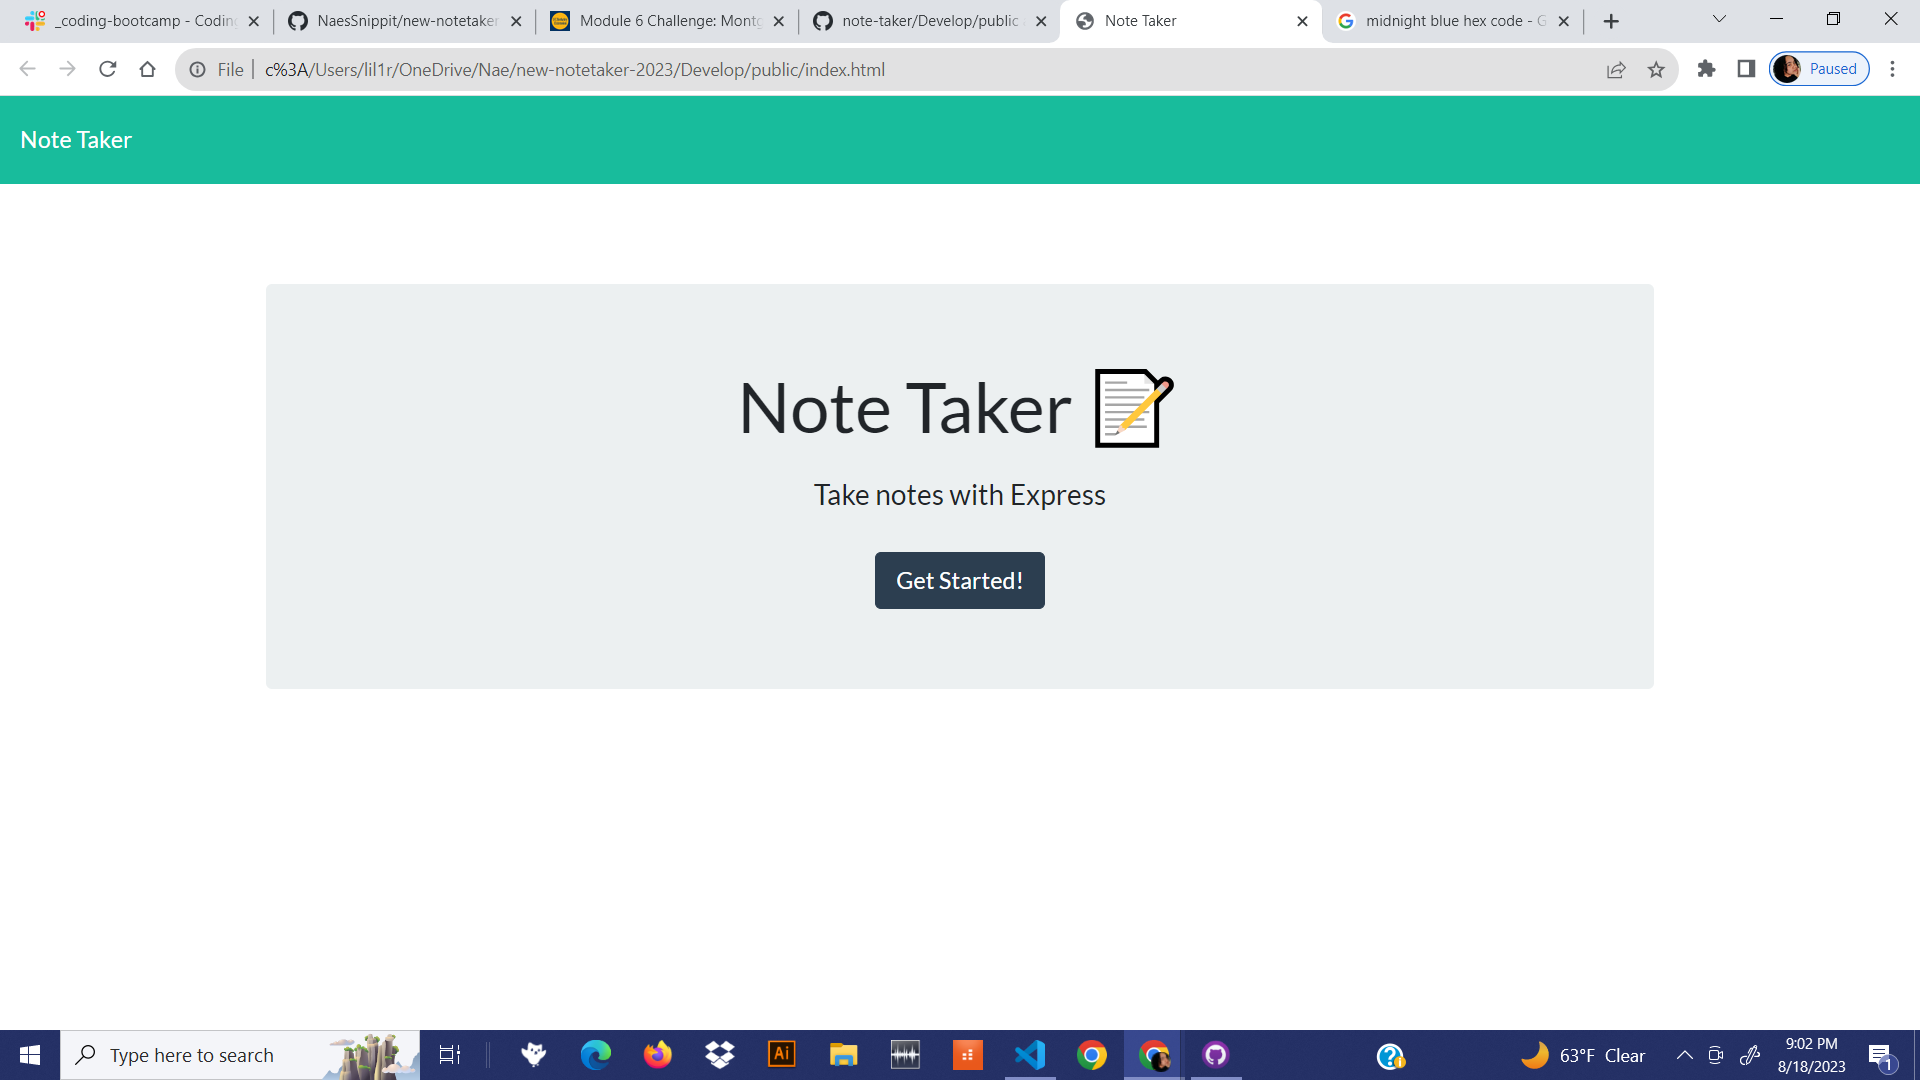 _coding-bootcamp - Coding
NaesSnippit/new-notetaker
Module 6 Challenge: Montg
note-taker/Develop/public
Note Taker
midnight blue hex code - G
File
c%3A/Users/lil1r/OneDrive/Nae/new-notetaker-2023/Develop/public/index.html
Paused
Note Taker
Note Taker
Take notes with Express
Get Started!
Type here to search
Ai
63°F Clear
9:02 PM
8/18/2023
1